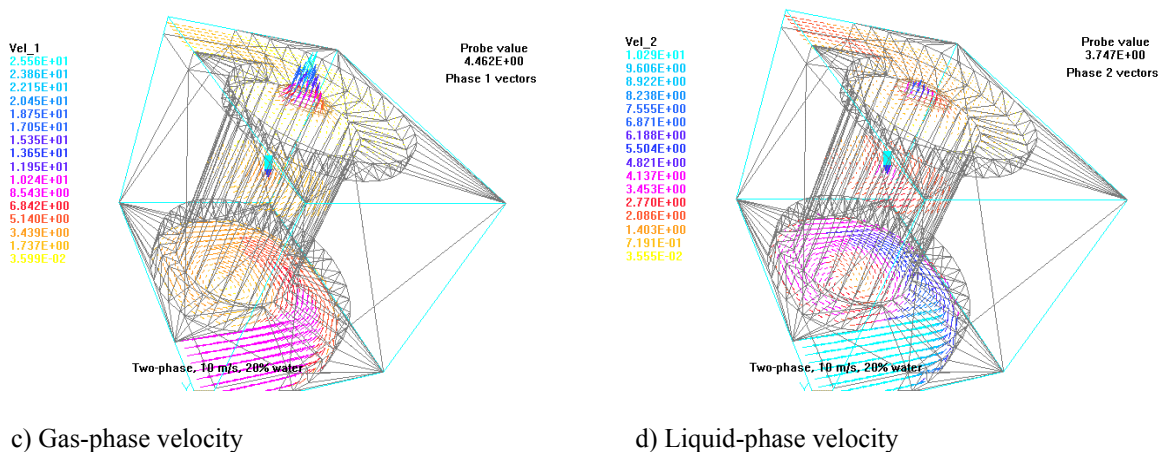 Vel_1
2.556E+01
2.386E+01
2.215E+01
2.045E+01
1.875E+01
1.705E+01
1.535E+01
1.365E+01
1.195E+01
1.024E+01
8.543E+00
6.842E+00
5.140E+00
3.439E+00
1.737E+00
3.599E-02
Probe value
4.462E+00
Phase 1 vectors
Two-phase, 10 m/s, 20% water
c) Gas-phase velocity
Vel_2
1.029E+01
9.606E+00
8.922E+00
8.238E+00
7.555E+00
6.871E+00
6.188E+00
5.504E+00
4.821E+00
4.137E+00
3.453E+00
2.770E+00
2.086E+00
1.403E+00
7.191E-01
3.555E-02
Probe value
3.747E+00
Phase 2 vectors
Two-phase, 10 m/s, 20% water
d) Liquid-phase velocity